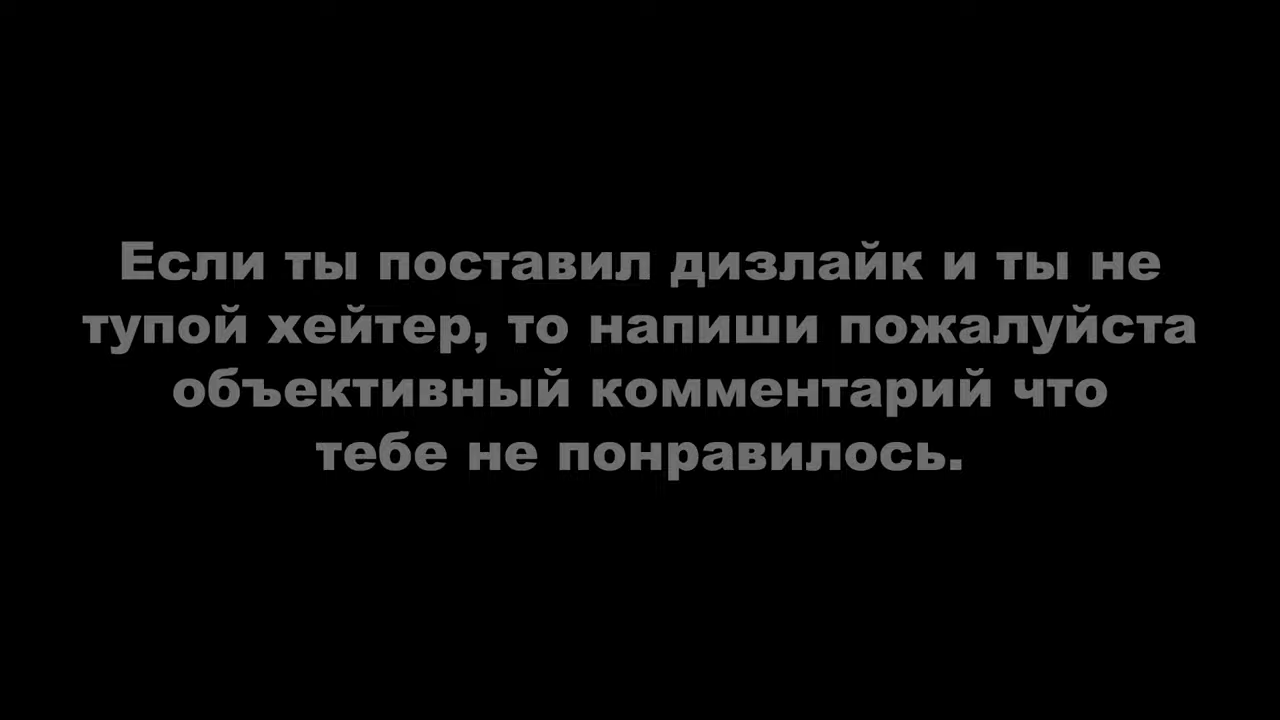 Если ты поставил дизлайк и ты не
тупой хейтер, то напиши пожалуйста
объективный комментарий что
тебе не понравилось.